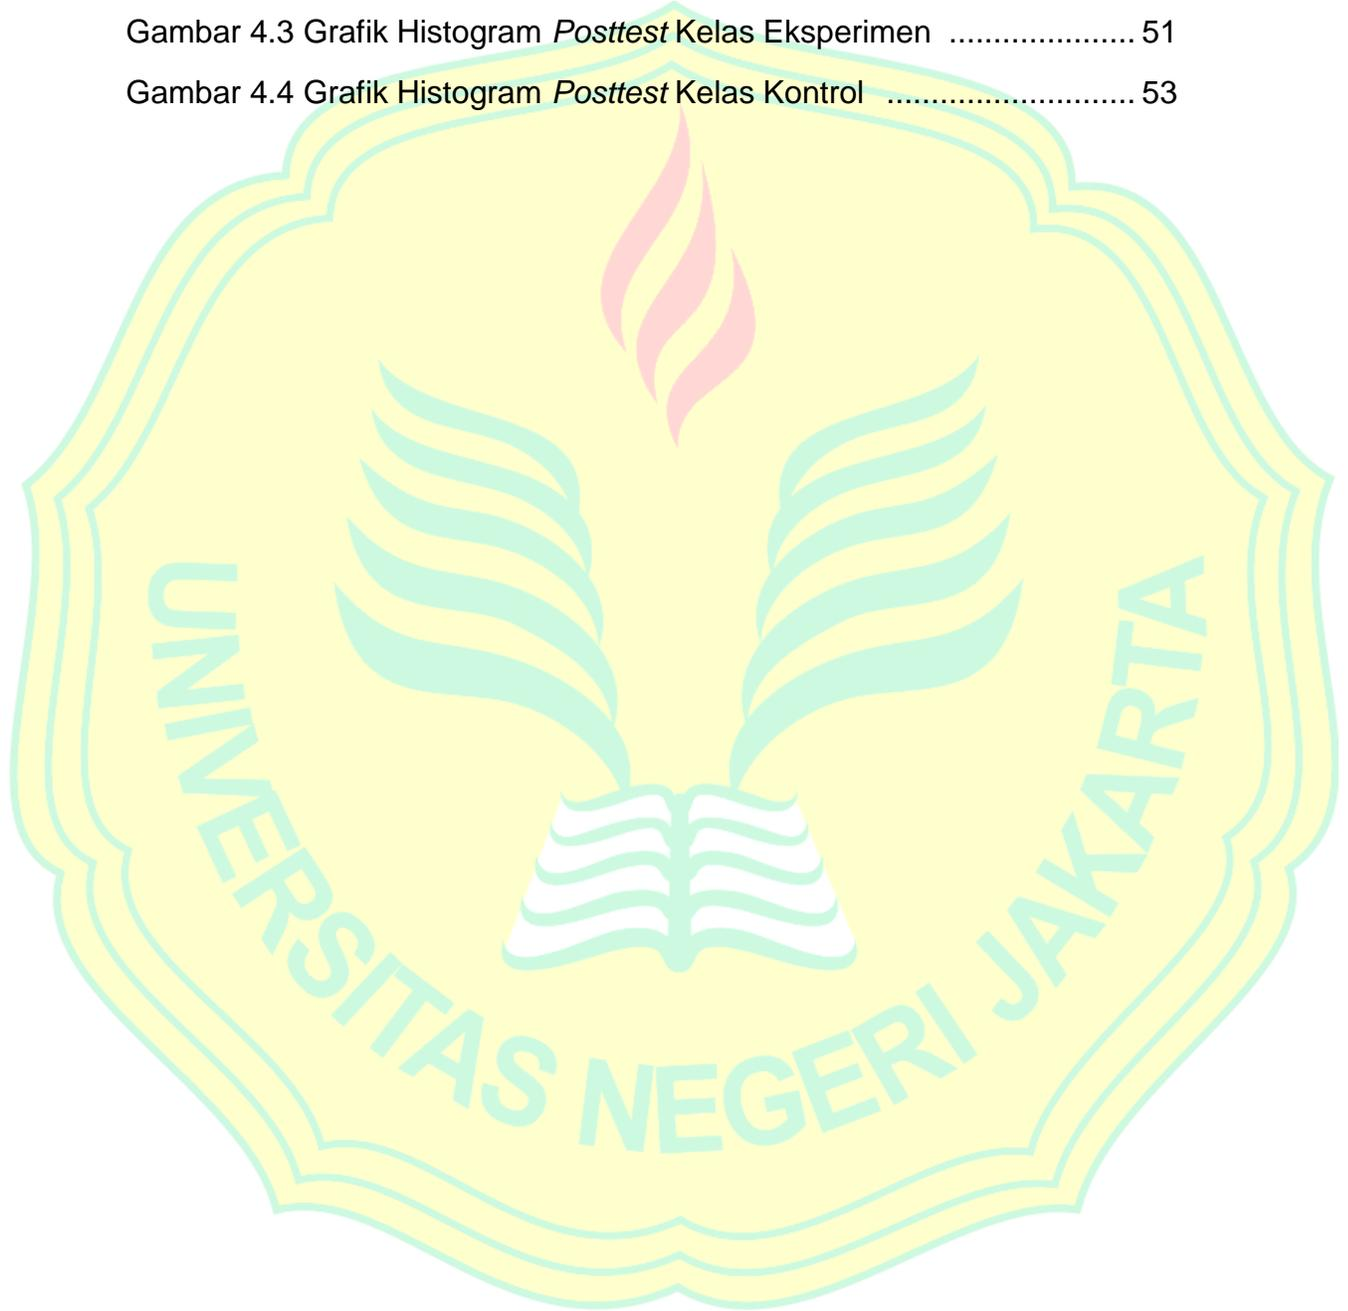 Gambar 4.3 Grafik Histogram Posttest Kelas Eksperimen ..................... 51
Gambar 4.4 Grafik Histogram Posttest Kelas Kontrol ............................ 53
UNIVERSITAS NEGERI JAKARTA